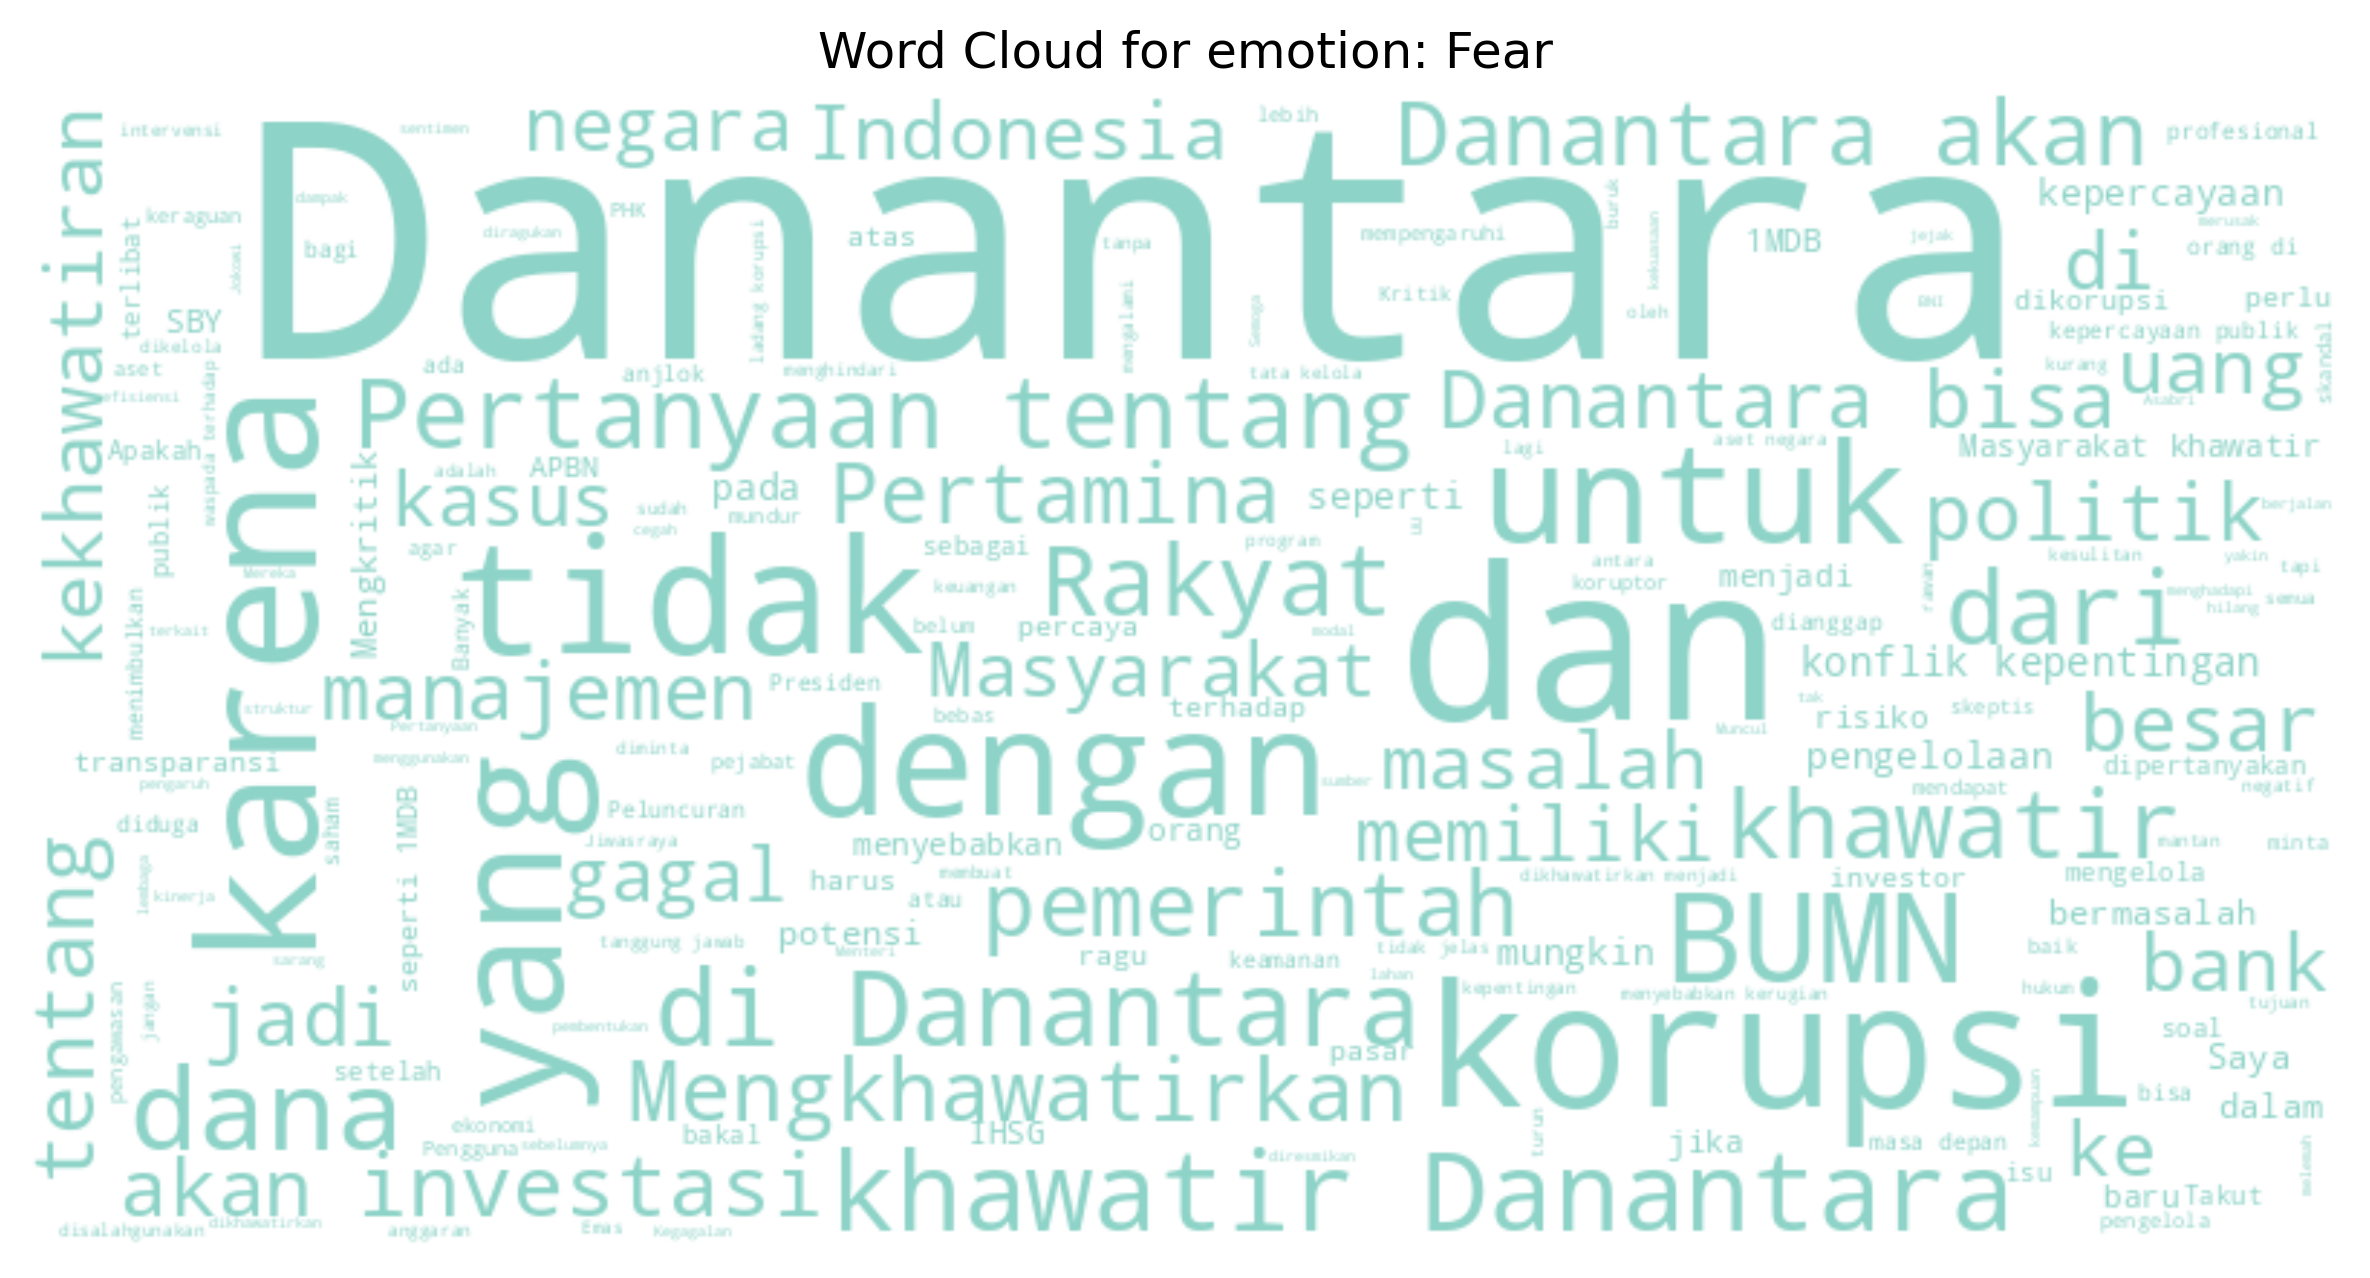 Word Cloud for emotion: Fear
intervensi
sentimen
negara
Indonesia
lebih
Danantara akan
profesional
Danantara
kekhawatiran
dampak
keraguan
PHK
diragukan
bagi
terlibat
Jokowi
ladang korupsi
atas
tanpa
mempengaruhi
buruk
kekuasaan
1MDB
jejak
kepercayaan
merusak
di
orang di
SBY
dikelola
mengalami
Semoga
Kritik
oleh
BNI
dikorupsi
perlu
kepercayaan publik
skandal
aset
efisiensi
waspada terhadap
ada
anjlok
menghindari
tata kelola
kurang
uang
Asabri
karena
Pertanyaan tentang
Danantara bisa
Apakah
adalah
APBN
lagi
aset negara
Masyarakat khawatir
publik
Mengkritik
kasus
pada
sudah
mundur
cegah
Pertamina
seperti
untuk
politik
berjalan
agar
tidak
sebagai
program
Rakyat
antara
koruptor
menjadi
kesulitan
yakin
tapi
Mereka
keuangan
dan
rawan
dari
menghadapi
hilang
semua
menimbulkan
terkait
Banyak
belum
percaya
modal
dianggap
manajemen
Presiden
Masyarakat
konflik kepentingan
struktur
Pertanyaan
bebas
terhadap
tak
risiko
skeptis
besar
Muncul
transparansi
pengaruh
menggunakan
yang
diminta
pejabat
dengan
sumber
masalah
pengelolaan
dipertanyakan
mendapat
negatif
diduga
saham
seperti 1MDB
Peluncuran
Jiwasraya
menyebabkan
orang
memiliki
khawatir
mantan
minta
tentang
lembaga
kinerja
gagal
harus
membuat
atau
pemerintah
dikhawatirkan menjadi
investor
mengelola
BUMN
bermasalah
tanggung jawab
potensi
Menteri
ragu
keamanan
tidak jelas
mungkin
baik
bank
sarang
lahan
pengawasan
jangan
jadi
pembentukan
di Danantara
kepentingan
menyebabkan kerugian
hukum
tujuan
korupsi
soal
Saya
setelah
dana
Mengkhawatirkan
pasar
kemampuan
bisa
dalam
ekonomi
Pengguna
sebelumnya
bakal
IHSG
turun
jika
masa depan
ke
melemah
akan
investasi
khawatir Danantara
diresmikan
isu
baru
Takut
pengelola
disalahgunakan
dikhawatirkan
anggaran
Emas
Kegagalan